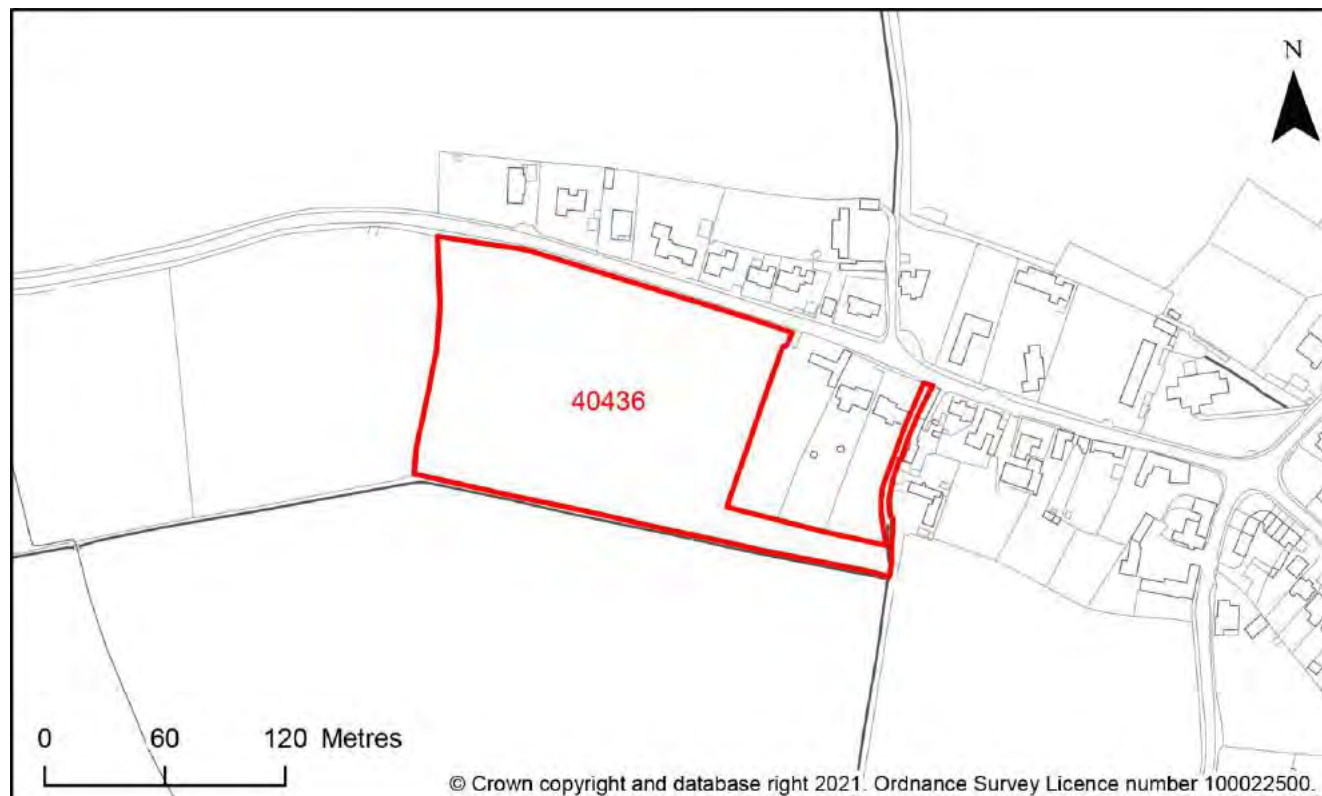 N
40436
0 60 120 Metres
© Crown copyright and database right 2021. Ordnance Survey Licence number 100022500.